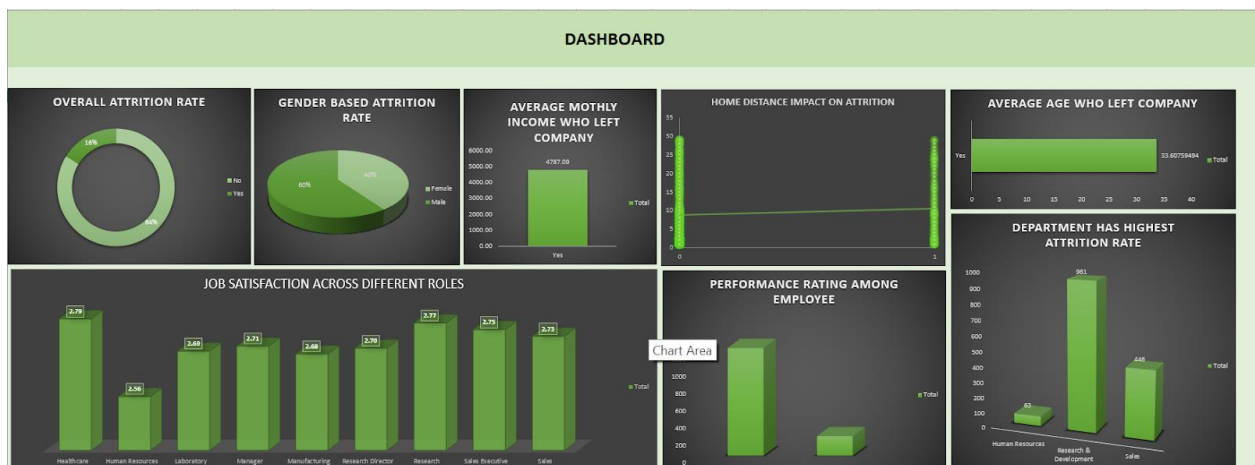 DASHBOARD
OVERALL ATTRITION RATE
16%
84%
No
Yes
GENDER BASED ATTRITION
RATE
60%
40%
Female
Male
AVERAGE MOTHLY
INCOME WHO LEFT
COMPANY
6000.00
5000.00
4000.00
3000.00
2000.00
1000.00
0.00
4787.09
Yes
Total
HOME DISTANCE IMPACT ON ATTRITION
35
30
25
20
15
10
5
0
0
1
AVERAGE AGE WHO LEFT COMPANY
Yes
33.60759494
Total
0 5 10 15 20 25 30 35 40
JOB SATISFACTION ACROSS DIFFERENT ROLES
2.79
2.56
2.69
2.71
2.68
2.70
2.77
2.75
2.73
Total
Healthcare Human Resources Laboratory Manager Manufacturing Research Director Research Sales Executive Sales
PERFORMANCE RATING AMONG
EMPLOYEE
Chart Area
1000
800
600
400
200
0
Total
DEPARTMENT HAS HIGHEST
ATTRITION RATE
1000
900
800
700
600
500
400
300
200
100
0
63
961
446
Total
Human Resources
Research &
Development
Sales